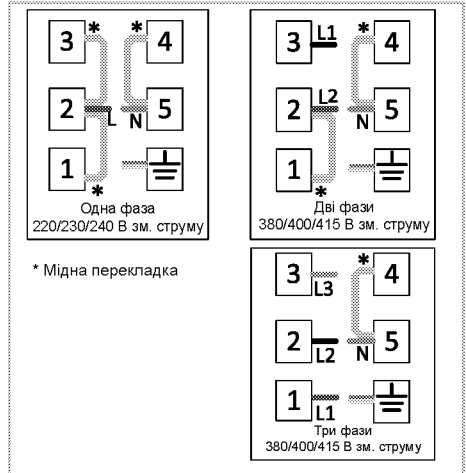 3 * * 4
2 L N 5
1 *
Одна фаза
220/230/240 В зм. струму
3 L1 * 4
2 L2 N 5
1 *
Дві фази
380/400/415 В зм. струму
* Мідна перекладка
3 L3 * 4
2 L2 N 5
1 L1
Три фази
380/400/415 В зм. струму